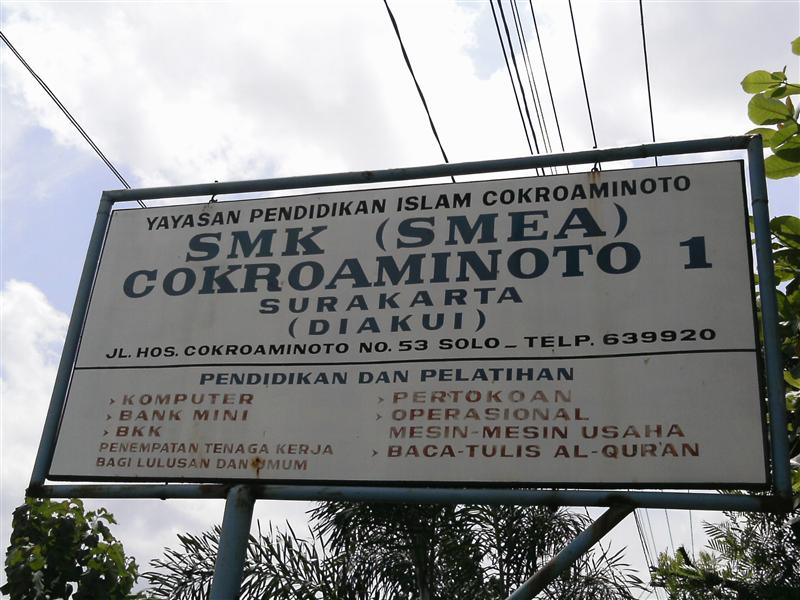 YAYASAN PENDIDIKAN ISLAM COKROAMINOTO
SMK (SMEA)
COKROAMINOTO 1
SURAKARTA
(DIAKUI)
JL. HOS. COKROAMINOTO NO. 53 SOLO - TELP. 639920
PENDIDIKAN DAN PELATIHAN
> KOMPUTER
> BANK MINI
> BKK
PENEMPATAN TENAGA KERJA
BAGI LULUSAN DAN UMUM
> PERTOKOAN
> OPERASIONAL
MESIN-MESIN USAHA
> BACA-TULIS AL-QUR'AN